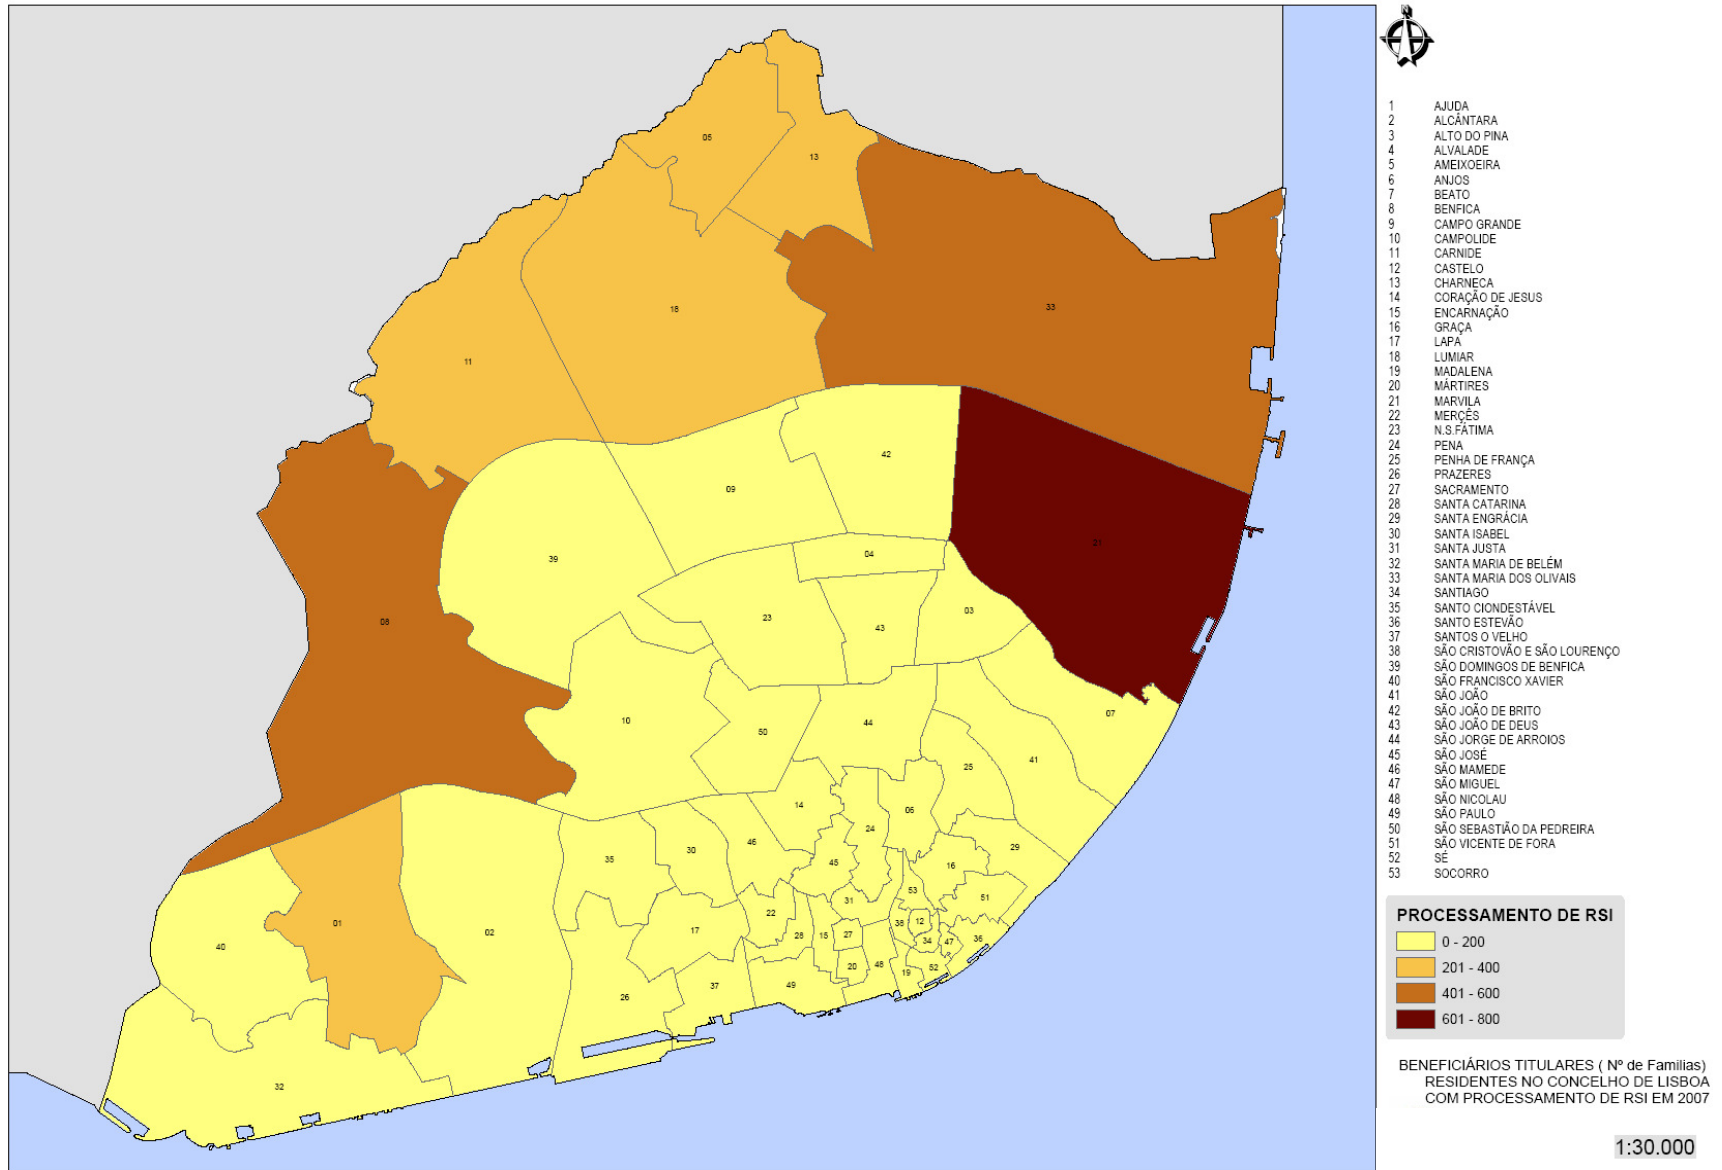 05
13
33
18
11
42
09
21
39
04
03
23
43
08
07
10
44
50
41
25
14
06
24
46
30
35
45
29
16
53
51
31
22
12
38
01
02
40
17
28
15
27
34
47
36
20
48
19
52
37
49
26
32
1 AJUDA
2 ALCÂNTARA
3 ALTO DO PINA
4 ALVALADE
5 AMEIXOEIRA
6 ANJOS
7 BEATO
8 BENFICA
9 CAMPO GRANDE
10 CAMPOLIDE
11 CARNIDE
12 CASTELO
13 CHARNECA
14 CORAÇÃO DE JESUS
15 ENCARNAÇÃO
16 GRAÇA
17 LAPA
18 LUMIAR
19 MADALENA
20 MÁRTIRES
21 MARVILA
22 MERCÊS
23 N.S.FÁTIMA
24 PENA
25 PENHA DE FRANÇA
26 PRAZERES
27 SACRAMENTO
28 SANTA CATARINA
29 SANTA ENGRÁCIA
30 SANTA ISABEL
31 SANTA JUSTA
32 SANTA MARIA DE BELÉM
33 SANTA MARIA DOS OLIVAIS
34 SANTIAGO
35 SANTO CIONDESTÁVEL
36 SANTO ESTEVÃO
37 SANTOS O VELHO
38 SÃO CRISTOVÃO E SÃO LOURENÇO
39 SÃO DOMINGOS DE BENFICA
40 SÃO FRANCISCO XAVIER
41 SÃO JOÃO
42 SÃO JOÃO DE BRITO
43 SÃO JOÃO DE DEUS
44 SÃO JORGE DE ARROIOS
45 SÃO JOSÉ
46 SÃO MAMEDE
47 SÃO MIGUEL
48 SÃO NICOLAU
49 SÃO PAULO
50 SÃO SEBASTIÃO DA PEDREIRA
51 SÃO VICENTE DE FORA
52 SÉ
53 SOCORRO
PROCESSAMENTO DE RSI
0 - 200
201 - 400
401 - 600
601 - 800
BENEFICIÁRIOS TITULARES ( Nº de Familias)
RESIDENTES NO CONCELHO DE LISBOA
COM PROCESSAMENTO DE RSI EM 2007
1:30.000